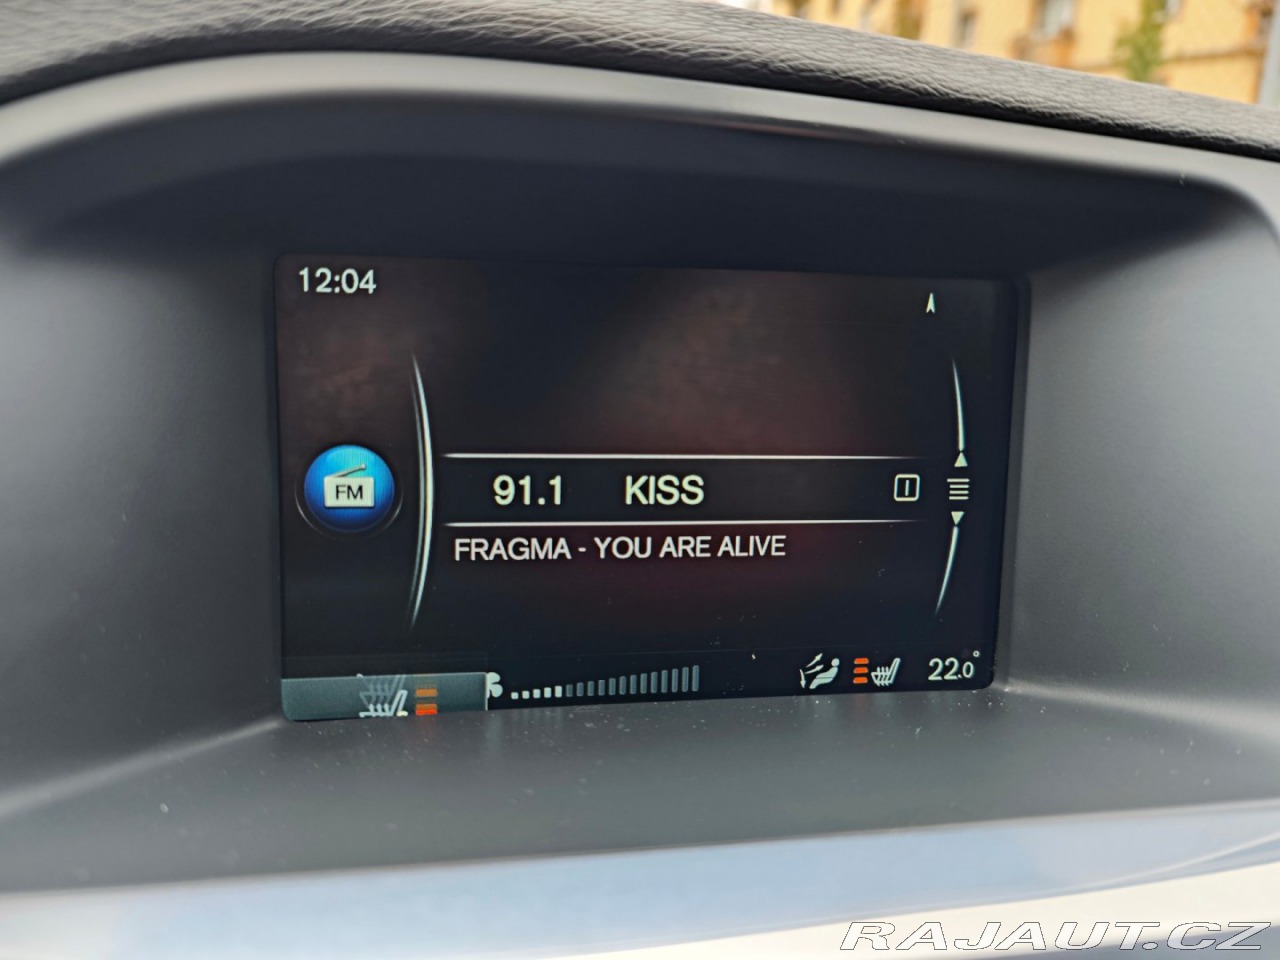 12:04
FM
91.1 KISS
FRAGMA - YOU ARE ALIVE
22.0°
RAJAUT.CZ